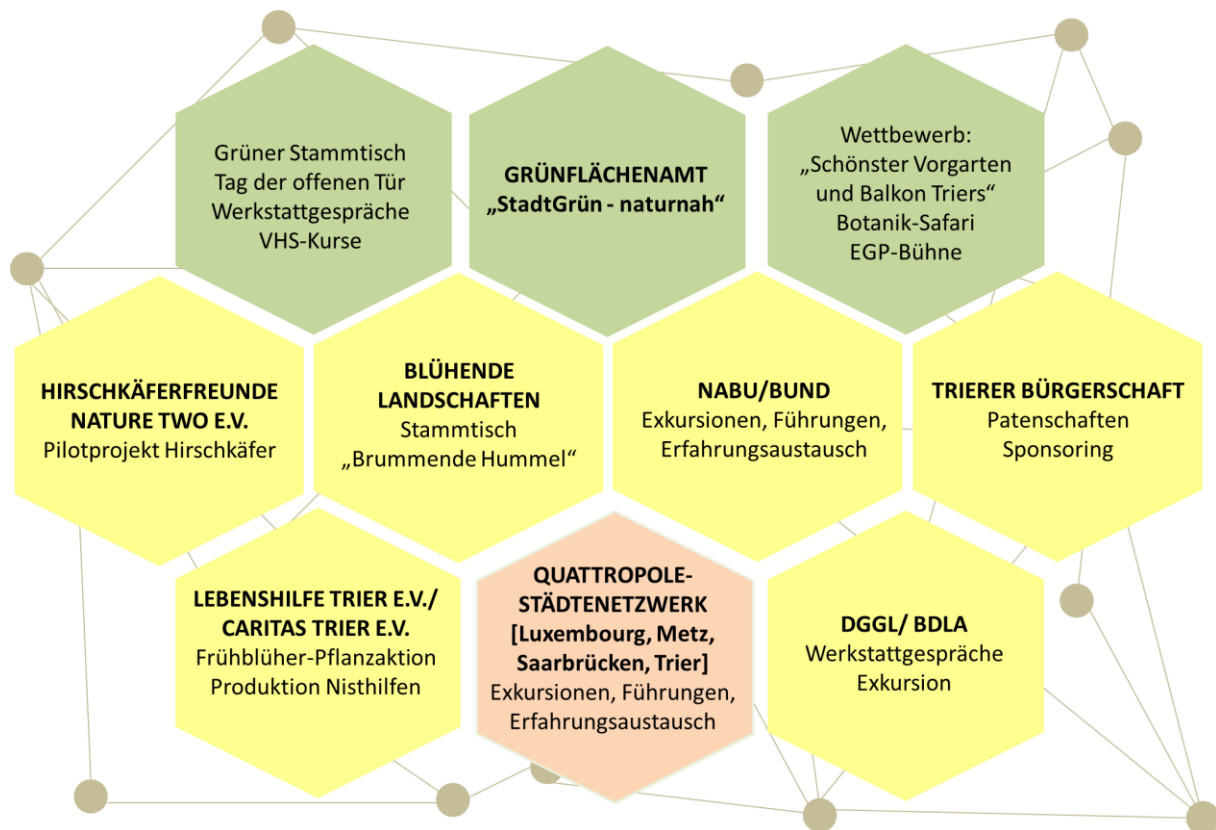 Grüner Stammtisch
Tag der offenen Tür
Werkstattgespräche
VHS-Kurse
GRÜNFLÄCHENAMT
„StadtGrün - naturnah“
Wettbewerb:
„Schönster Vorgarten
und Balkon Triers“
Botanik-Safari
EGP-Bühne
HIRSCHKÄFERFREUNDE
NATURE TWO E.V.
Pilotprojekt Hirschkäfer
BLÜHENDE
LANDSCHAFTEN
Stammtisch
„Brummende Hummel“
NABU/BUND
Exkursionen, Führungen,
Erfahrungsaustausch
TRIERER BÜRGERSCHAFT
Patenschaften
Sponsoring
LEBENSHILFE TRIER E.V./
CARITAS TRIER E.V.
Frühblüher-Pflanzaktion
Produktion Nisthilfen
QUATTROPOLE-
STÄDTENETZWERK
[Luxembourg, Metz,
Saarbrücken, Trier]
Exkursionen, Führungen,
Erfahrungsaustausch
DGGL/ BDLA
Werkstattgespräche
Exkursion